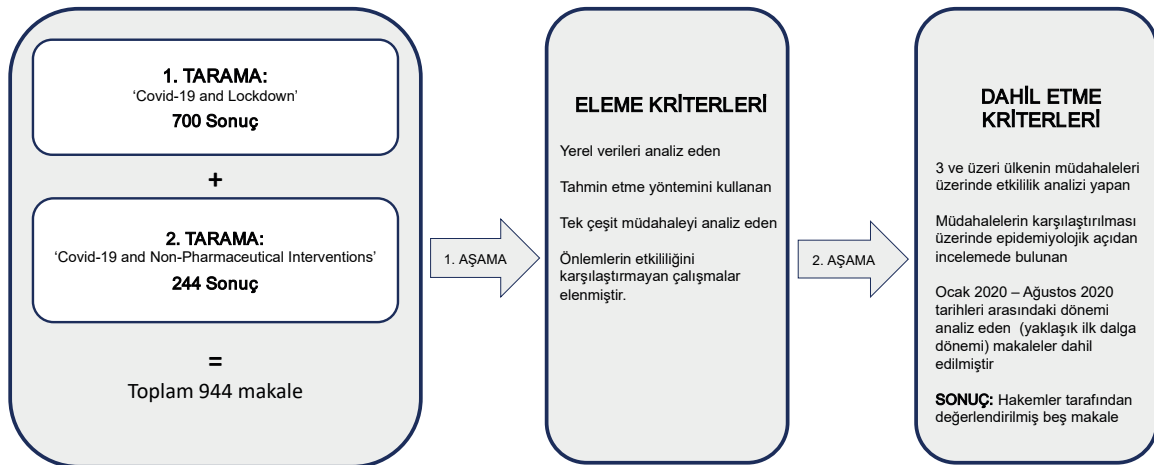 1. TARAMA:
'Covid-19 and Lockdown'
700 Sonuç
+
2. TARAMA:
'Covid-19 and Non-Pharmaceutical Interventions'
244 Sonuç
=
Toplam 944 makale
1. AŞAMA
ELEME KRİTERLERİ
Yerel verileri analiz eden
Tahmin etme yöntemini kullanan
Tek çeşit müdahaleyi analiz eden
Önlemlerin etkililiğini
karşılaştırmayan çalışmalar
elenmiştir.
2. AŞAMA
DAHİL ETME
KRİTERLERİ
3 ve üzeri ülkenin müdahaleleri
üzerinde etkililik analizi yapan
Müdahalelerin karşılaştırılması
üzerinde epidemiyolojik açıdan
incelemede bulunan
Ocak 2020 – Ağustos 2020
tarihleri arasındaki dönemi
analiz eden (yaklaşık ilk dalga
dönemi) makaleler dahil
edilmiştir
SONUÇ: Hakemler tarafından
değerlendirilmiş beş makale